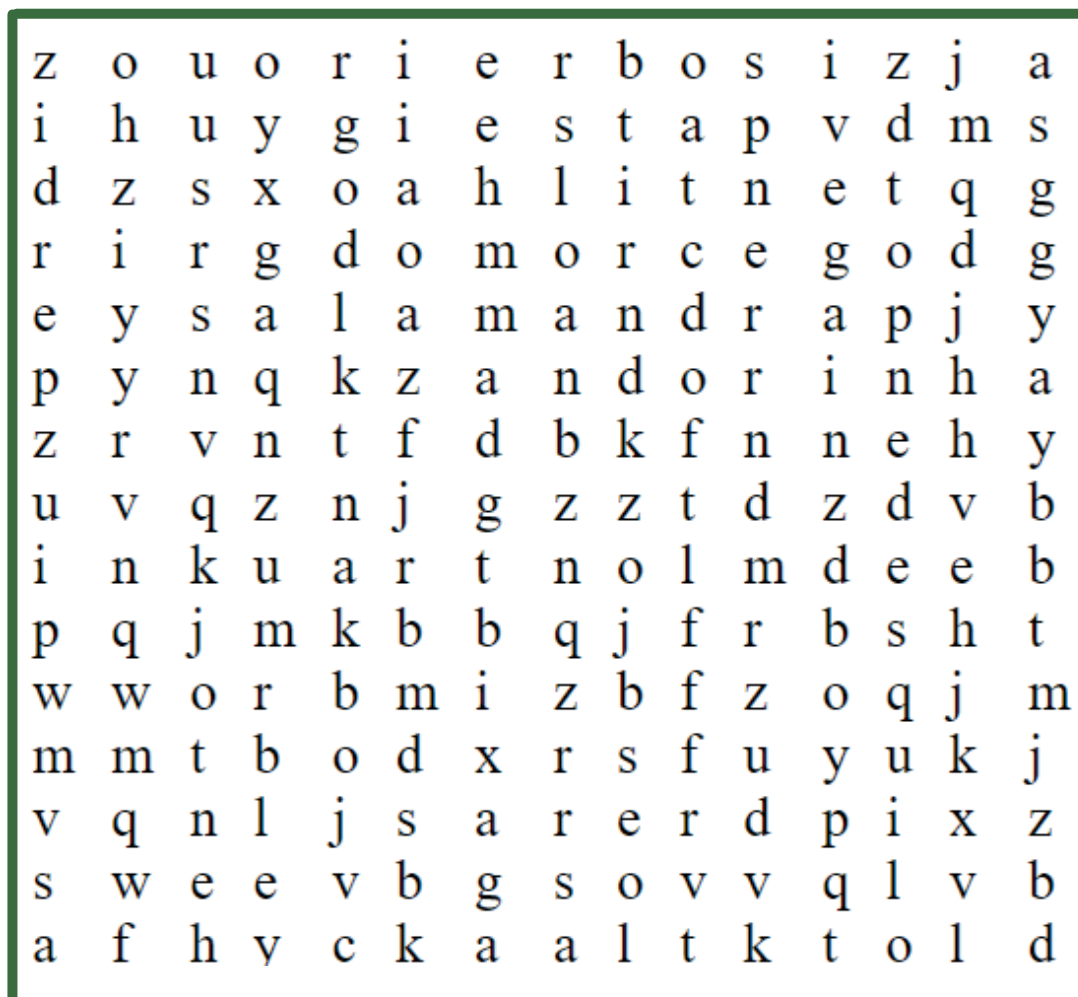 z o u o r i e r b o s i z j a
i h u y g i e s t a p v d m s
d z s x o a h l i t n e t q g
r i r g d o m o r c e g o d g
e y s a l a m a n d r a p j y
p y n q k z a n d o r i n h a
z r v n t f d b k f n n e h y
u v q z n j g z z t d z d v b
i n k u a r t n o l m d e e b
p q j m k b b q j f r b s h t
w w o r b m i z b f z o q j m
m m t b o d x r s f u y u k j
v q n l j s a r e r d p i x z
s w e e v b g s o v v q l v b
a f h y c k a a l t k t o l d